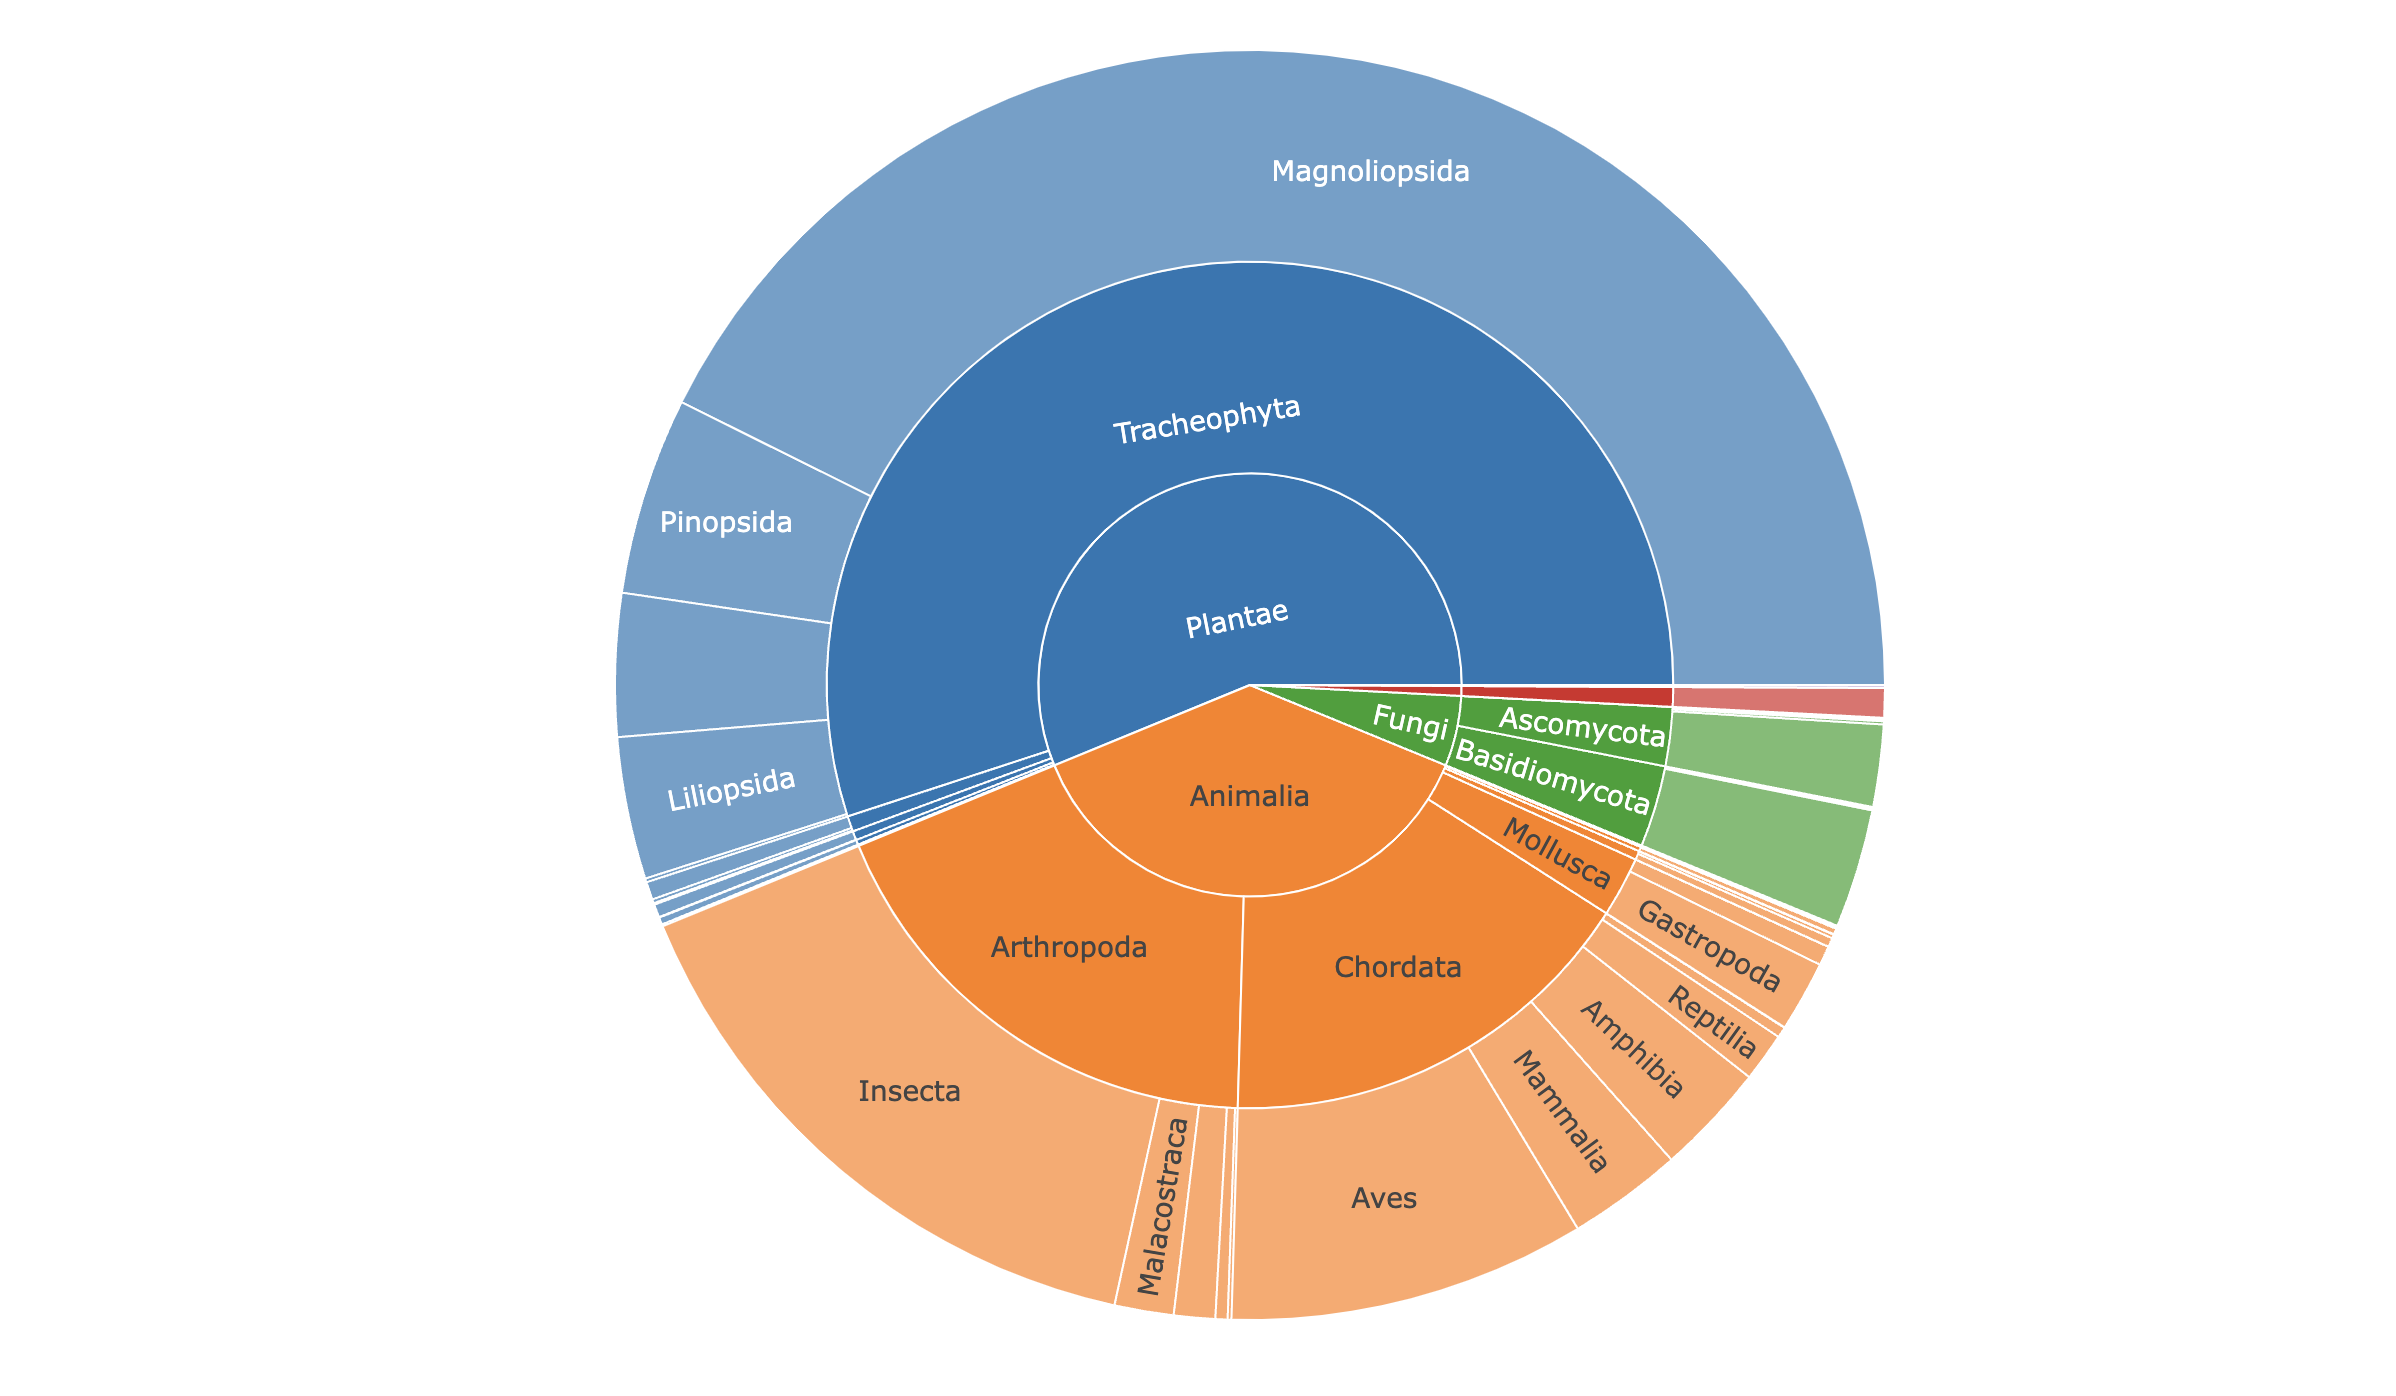 Magnoliopsida
Tracheophyta
Pinopsida
Plantae
Fungi
Ascomycota
Basidiomycota
Liliopsida
Animalia
Mollusca
Gastropoda
Arthropoda
Chordata
Reptilia
Amphibia
Insecta
Mammalia
Malacostraca
Aves